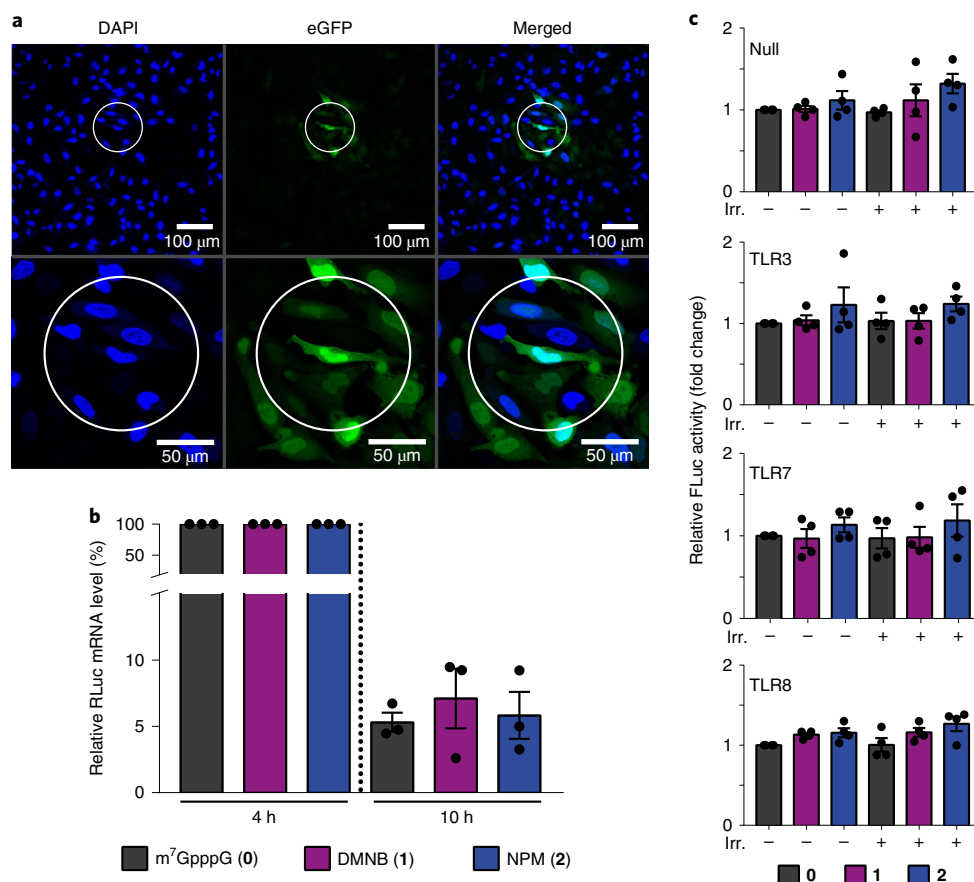 a
DAPI eGFP Merged
100 μm 100 μm 100 μm
50 μm 50 μm 50 μm
b
Relative RLuc mRNA level (%)
100
50
10
5
0
4 h 10 h
m⁷GpppG (0) DMNB (1) NPM (2)
c
Relative FLuc activity (fold change)
Null
2
1
0
Irr. – – – + + +
TLR3
2
1
0
Irr. – – – + + +
TLR7
2
1
0
Irr. – – – + + +
TLR8
2
1
0
Irr. – – – + + +
0 1 2